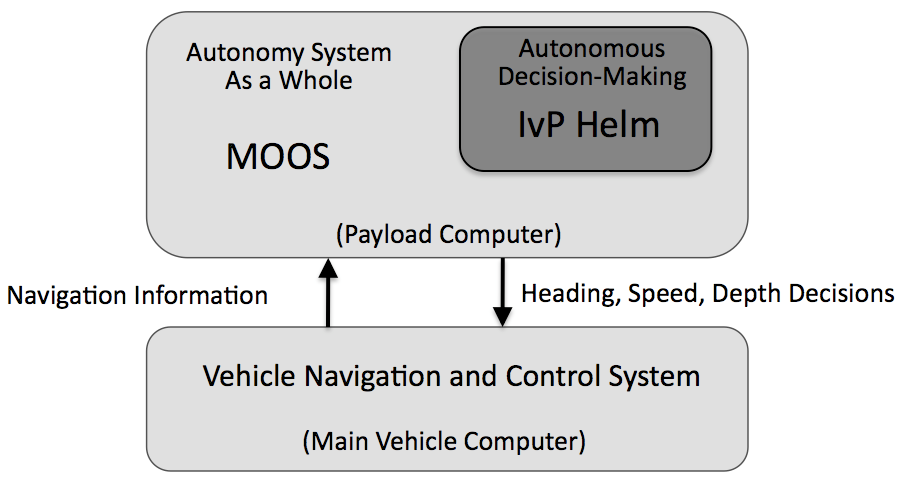 Autonomy System
As a Whole
MOOS
Autonomous
Decision-Making
IvP Helm
(Payload Computer)
Navigation Information
Heading, Speed, Depth Decisions
Vehicle Navigation and Control System
(Main Vehicle Computer)